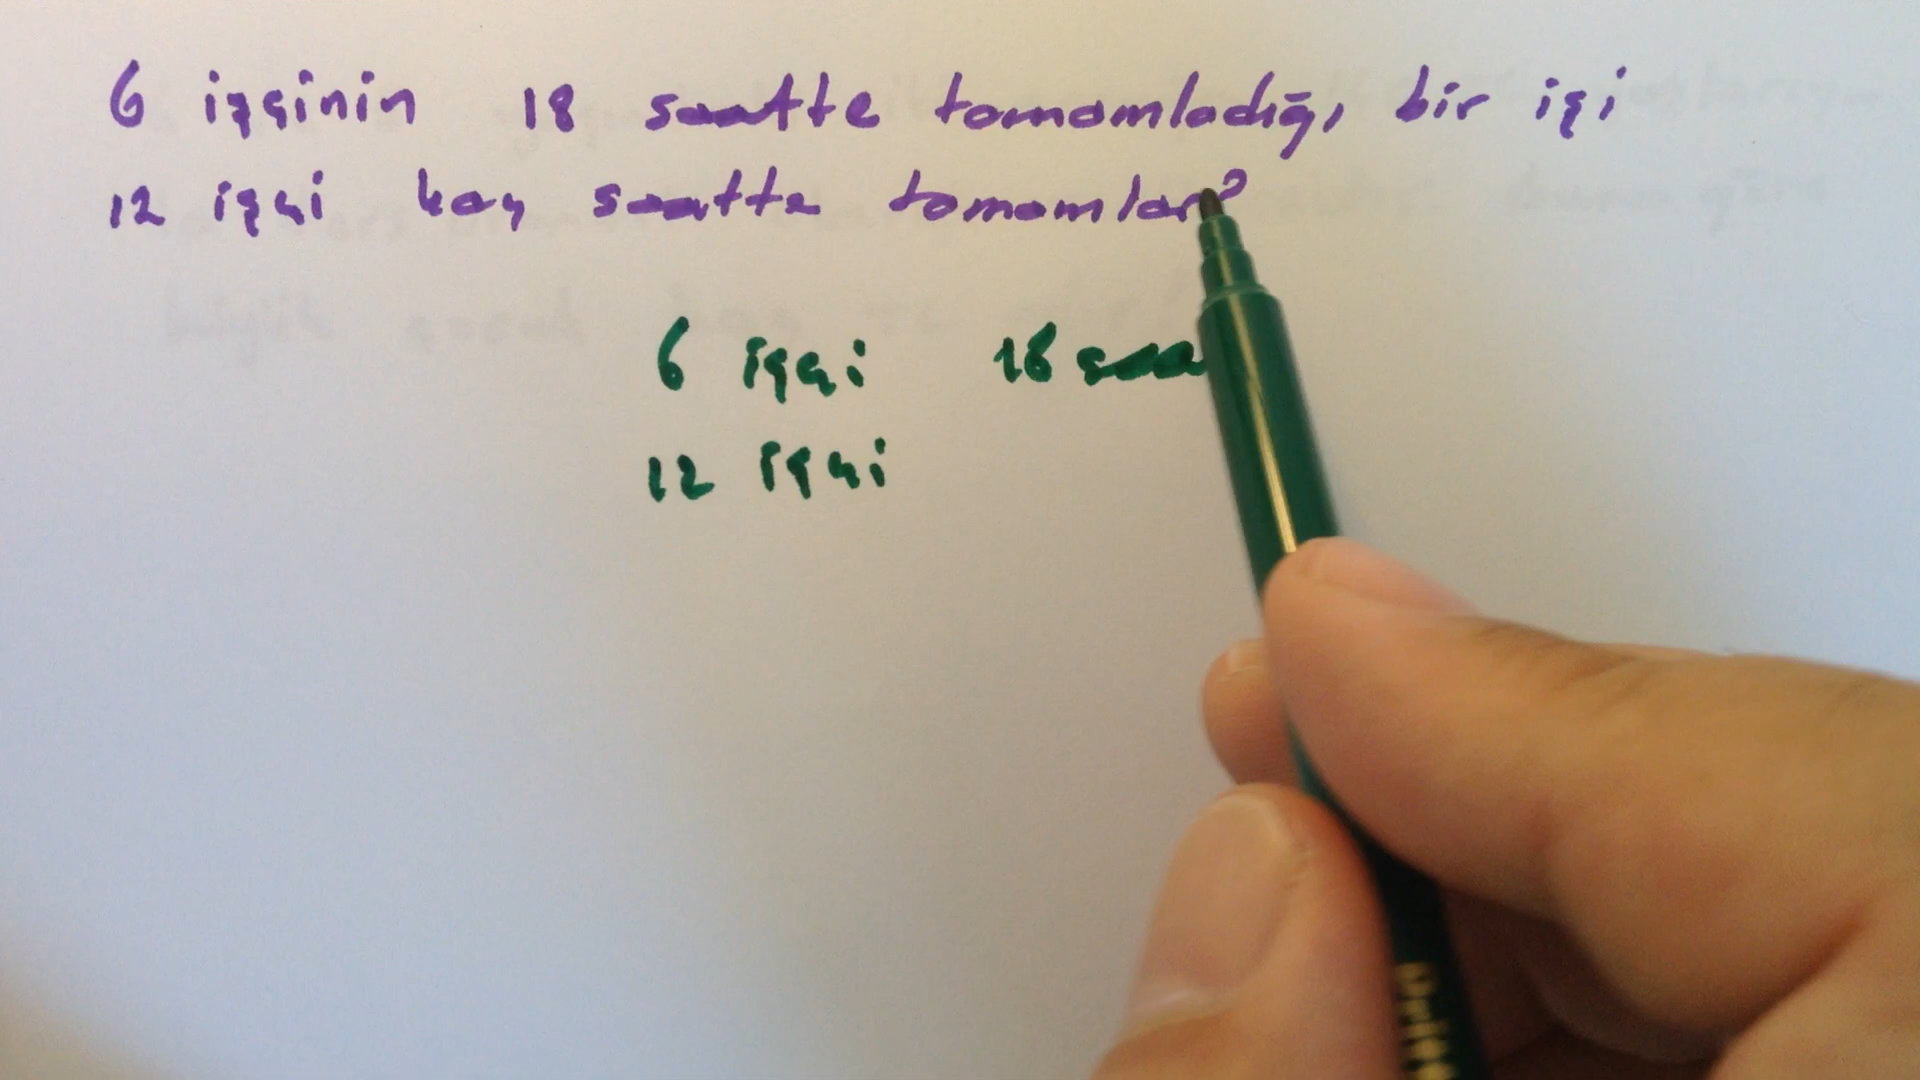 6 işçinin 18 saatte tamamladığı bir işi
12 işçi kaç saatte tamamlar?
6 işçi 18 saa
12 işçi